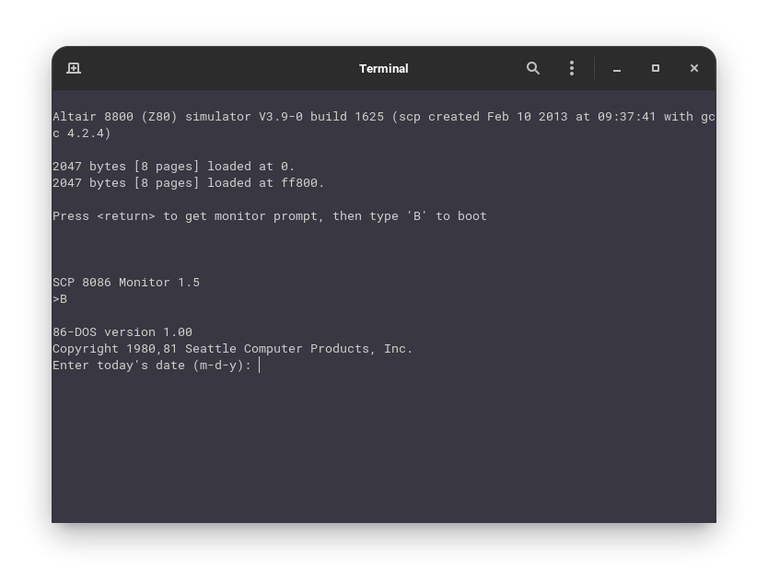 Terminal
Altair 8800 (Z80) simulator V3.9-0 build 1625 (scp created Feb 10 2013 at 09:37:41 with gc
c 4.2.4)
2047 bytes [8 pages] loaded at 0.
2047 bytes [8 pages] loaded at ff800.
Press <return> to get monitor prompt, then type 'B' to boot
SCP 8086 Monitor 1.5
>B
86-DOS version 1.00
Copyright 1980,81 Seattle Computer Products, Inc.
Enter today's date (m-d-y):